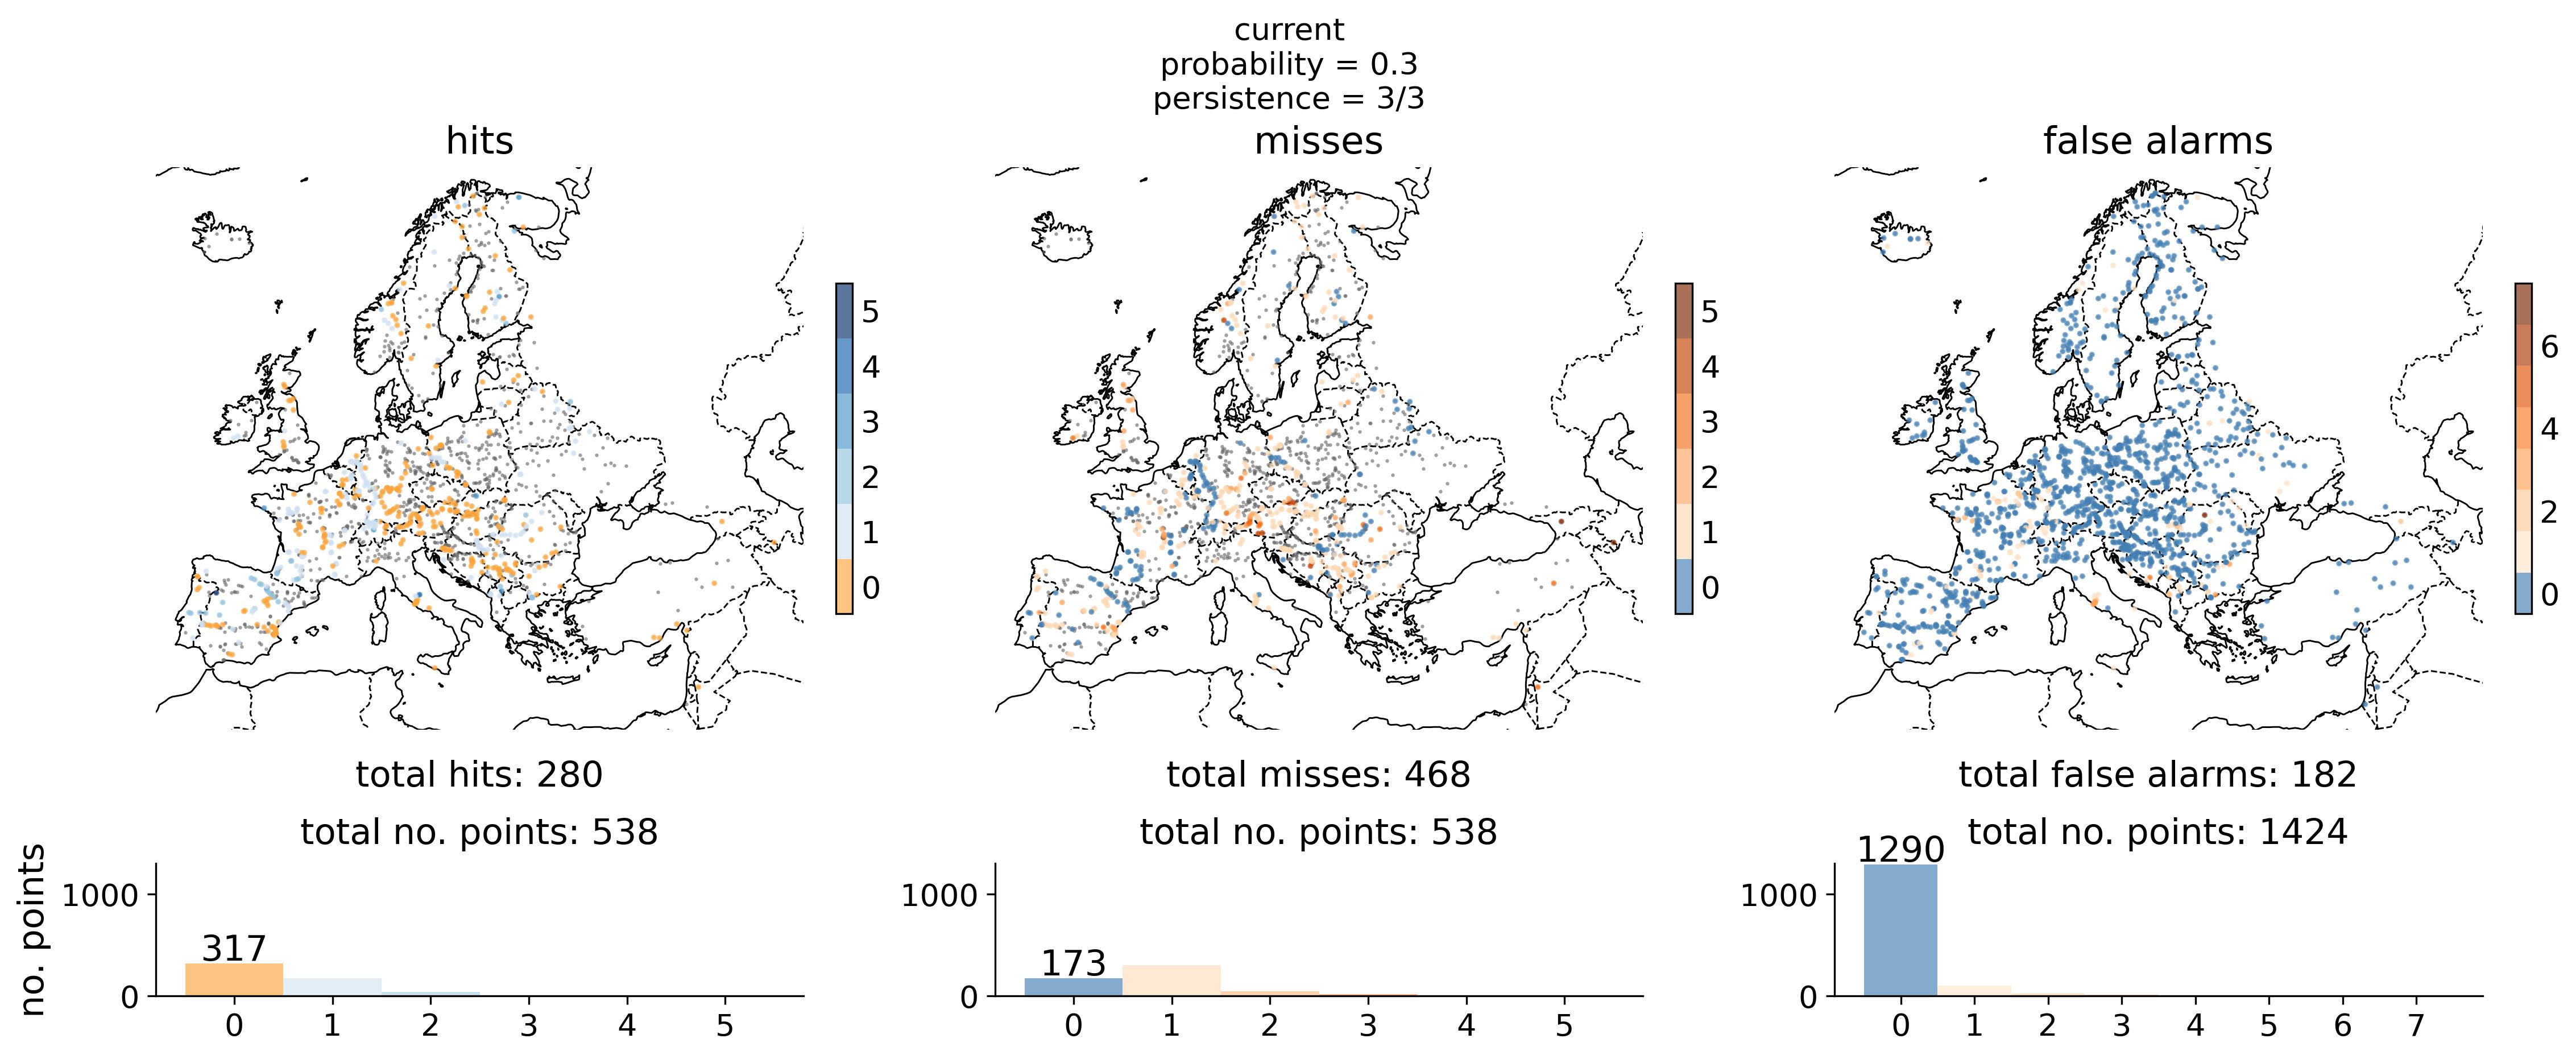 current
probability = 0.3
persistence = 3/3
hits
misses
false alarms
5
4
3
2
1
0
5
4
3
2
1
0
6
4
2
0
total hits: 280
total misses: 468
total false alarms: 182
total no. points: 538
total no. points: 538
total no. points: 1424
no. points
1000
0
317
0 1 2 3 4 5
1000
0
173
0 1 2 3 4 5
1000
0
1290
0 1 2 3 4 5 6 7